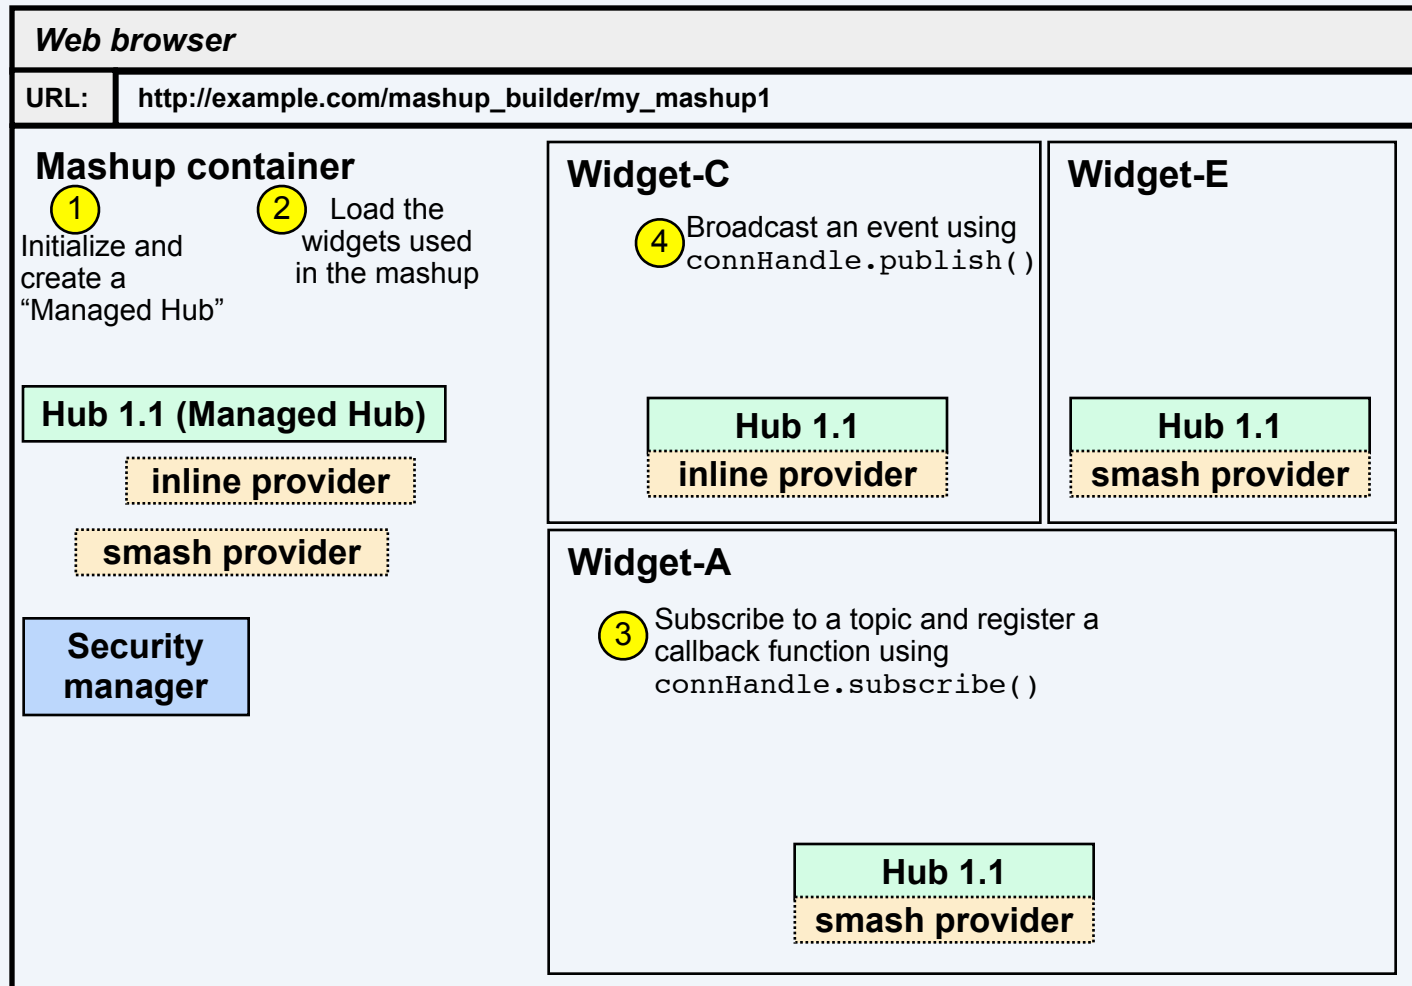 Web browser
URL:
http://example.com/mashup_builder/my_mashup1
Mashup container
1
Initialize and
create a
“Managed Hub”
2
Load the
widgets used
in the mashup
Hub 1.1 (Managed Hub)
inline provider
smash provider
Security
manager
Widget-C
4
Broadcast an event using
connHandle.publish()
Hub 1.1
inline provider
Widget-E
Hub 1.1
smash provider
Widget-A
3
Subscribe to a topic and register a
callback function using
connHandle.subscribe()
Hub 1.1
smash provider